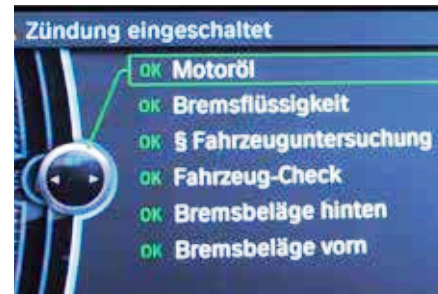 Zündung eingeschaltet
OK Motoröl
OK Bremsflüssigkeit
OK § Fahrzeuguntersuchung
OK Fahrzeug-Check
OK Bremsbeläge hinten
OK Bremsbeläge vorn